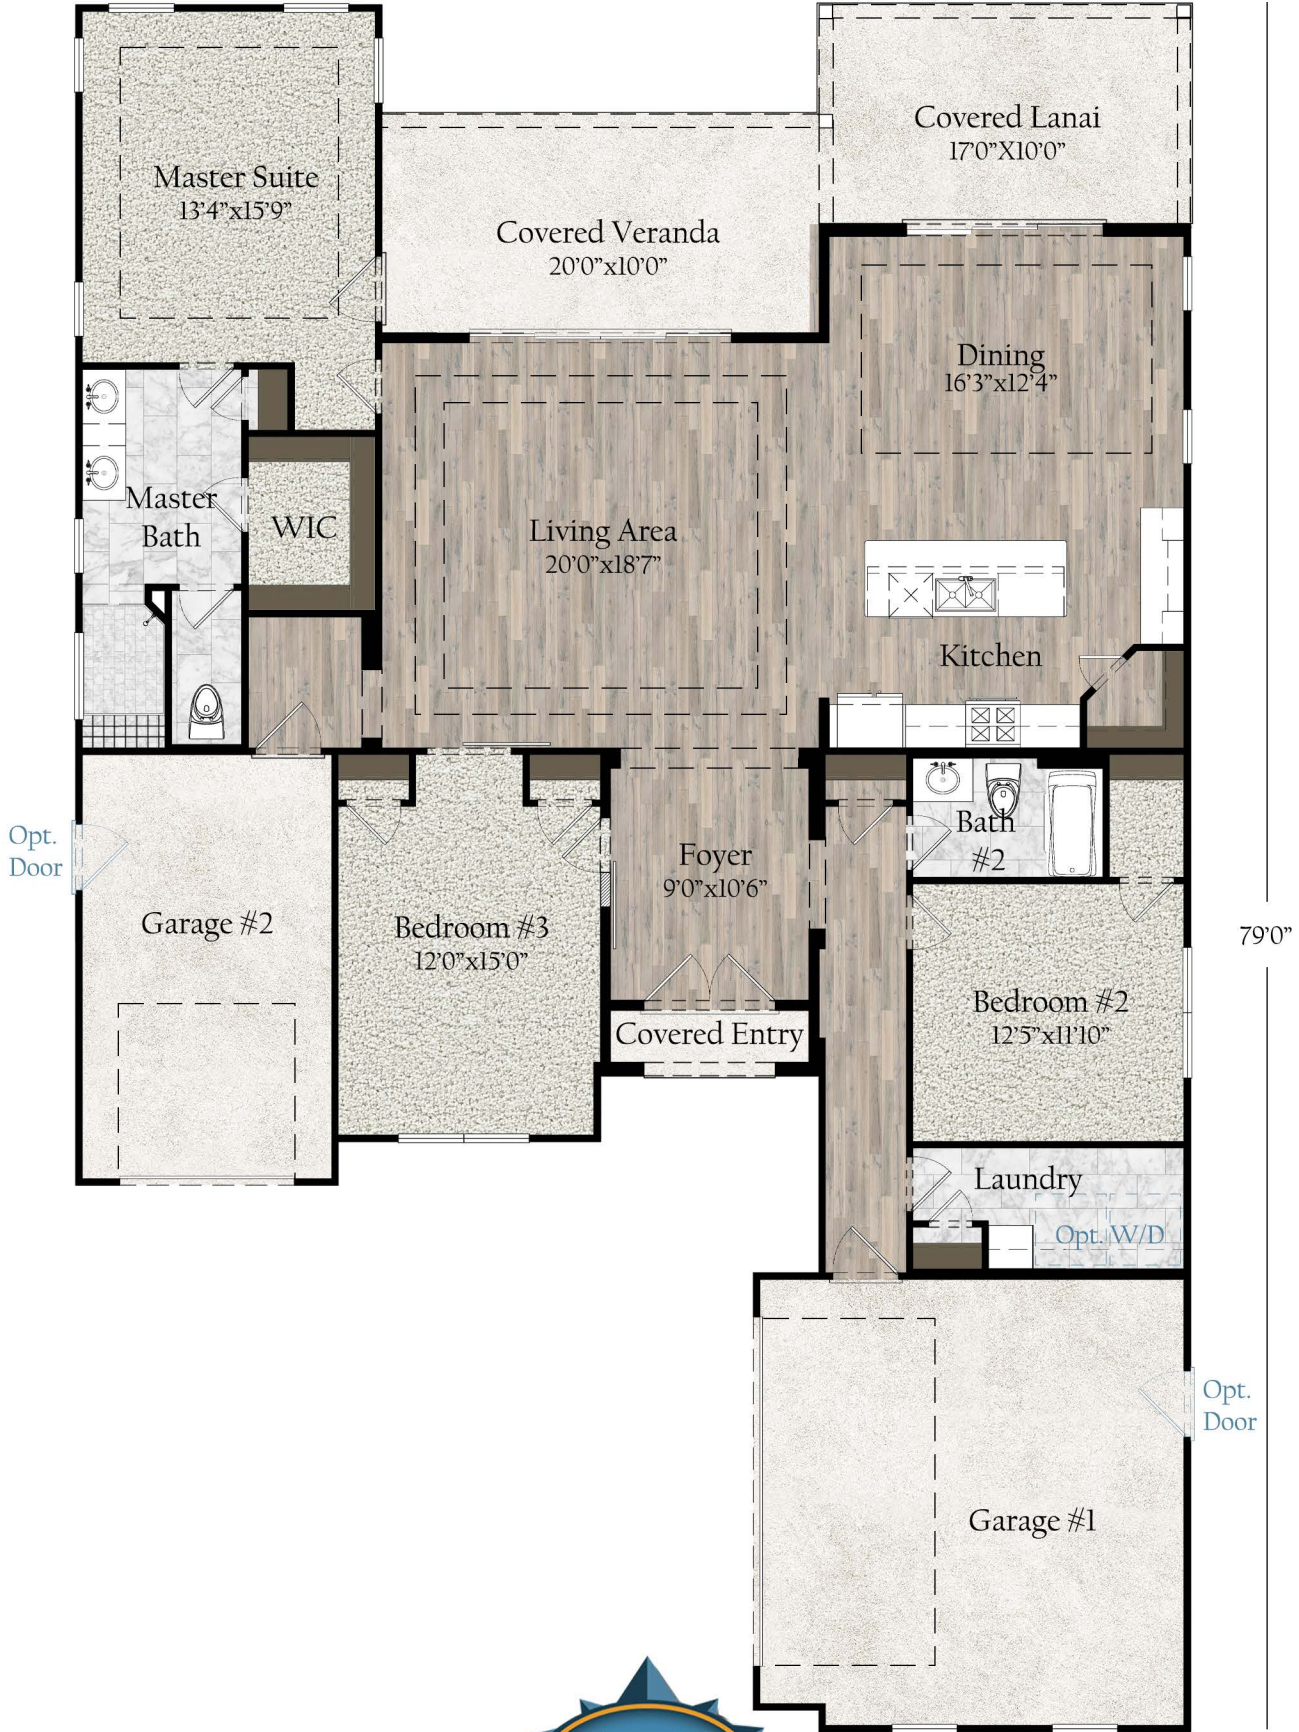 Covered Lanai
17'0"X10'0"
Master Suite
13'4"x15'9"
Covered Veranda
20'0"x10'0"
Dining
16'3"x12'4"
Master
Bath
WIC
Living Area
20'0"x18'7"
Kitchen
Opt.
Door
Bath
#2
Foyer
9'0"x10'6"
Garage #2
Bedroom #3
12'0"x15'0"
79'0"
Bedroom #2
12'5"x11'10"
Covered Entry
Laundry
Opt. W/D
Opt.
Door
Garage #1